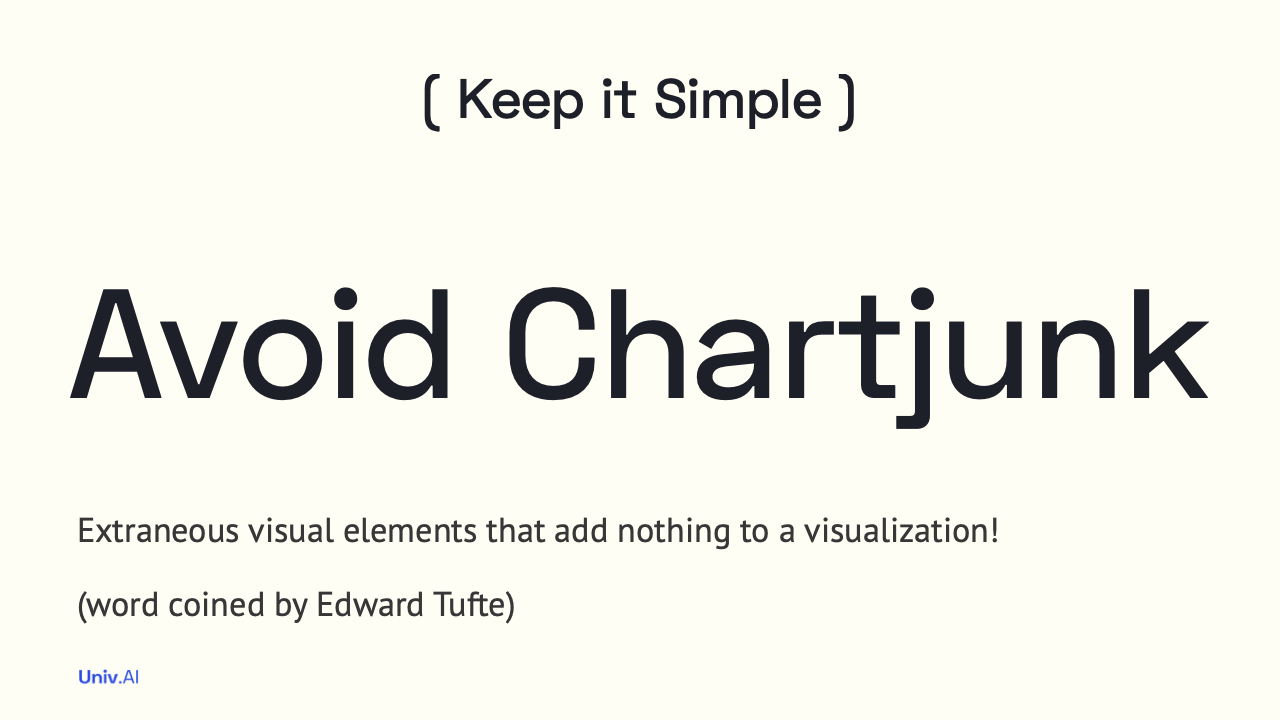 ( Keep it Simple )
Avoid Chartjunk
Extraneous visual elements that add nothing to a visualization!
(word coined by Edward Tufte)
Univ.AI